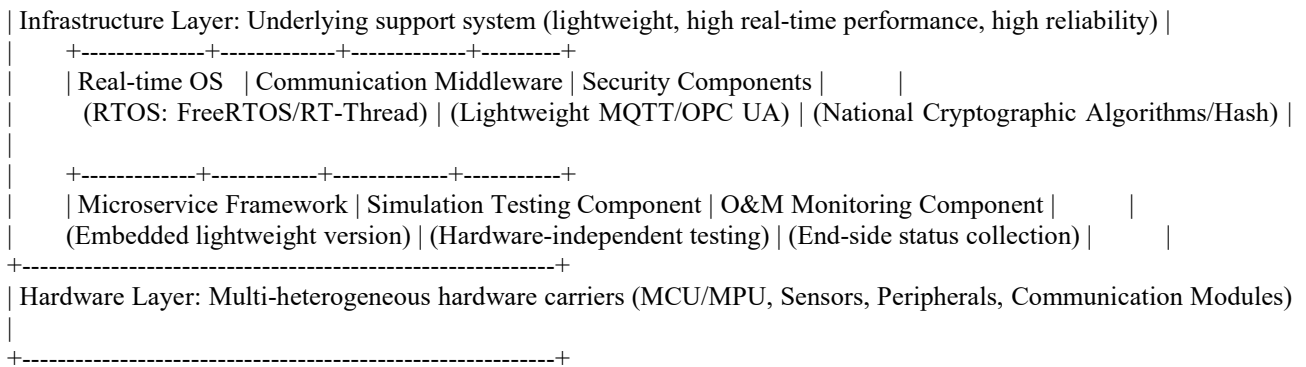 | Infrastructure Layer: Underlying support system (lightweight, high real-time performance, high reliability) |
| +--------------+-------------+-------------+---------+
| | Real-time OS | Communication Middleware | Security Components | |
| (RTOS: FreeRTOS/RT-Thread) | (Lightweight MQTT/OPC UA) | (National Cryptographic Algorithms/Hash) |
|
| +-------------+------------+-------------+-----------+
| | Microservice Framework | Simulation Testing Component | O&M Monitoring Component | |
| (Embedded lightweight version) | (Hardware-independent testing) | (End-side status collection) | |
+-------------------------------------------------------------+
| Hardware Layer: Multi-heterogeneous hardware carriers (MCU/MPU, Sensors, Peripherals, Communication Modules)
|
+-------------------------------------------------------------+